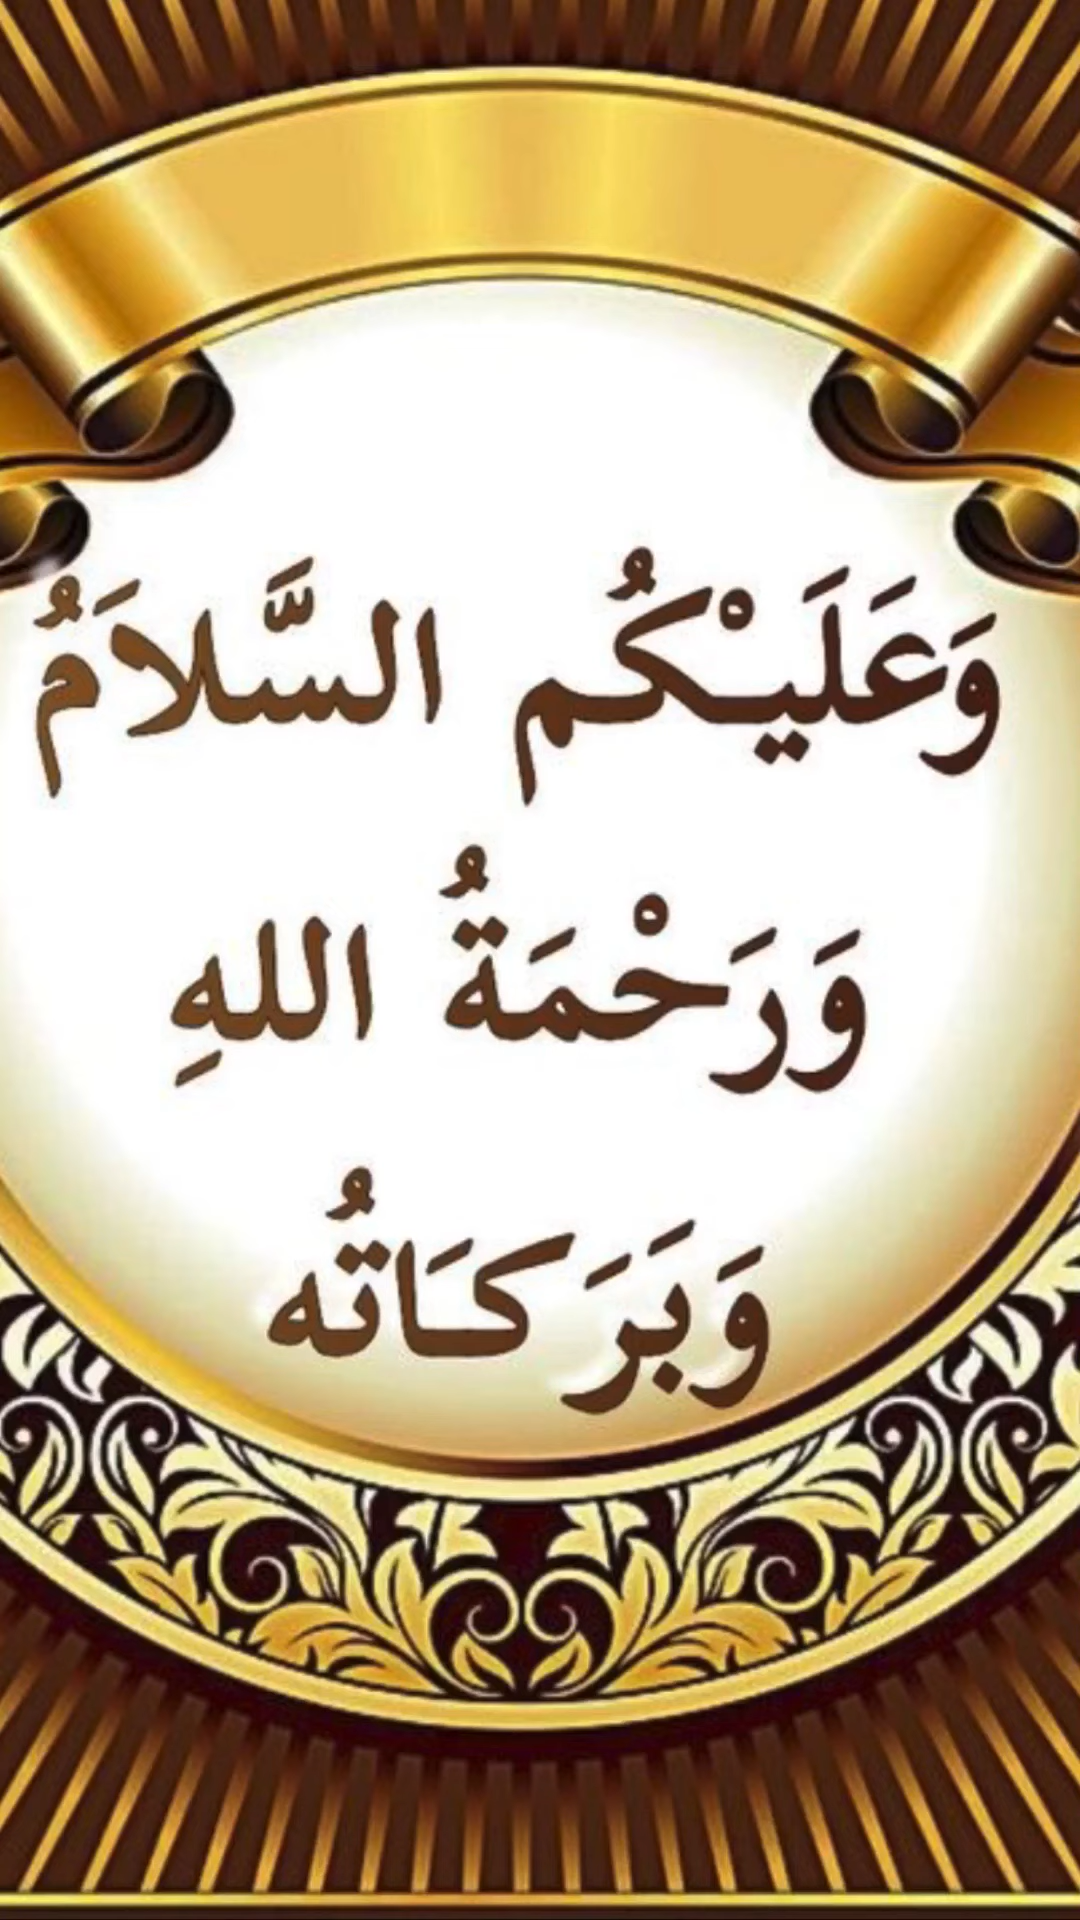 وَعَلَيْكُم السَّلاَمُ
وَرَحْمَةُ اللهِ
وَبَرَكَاتُه